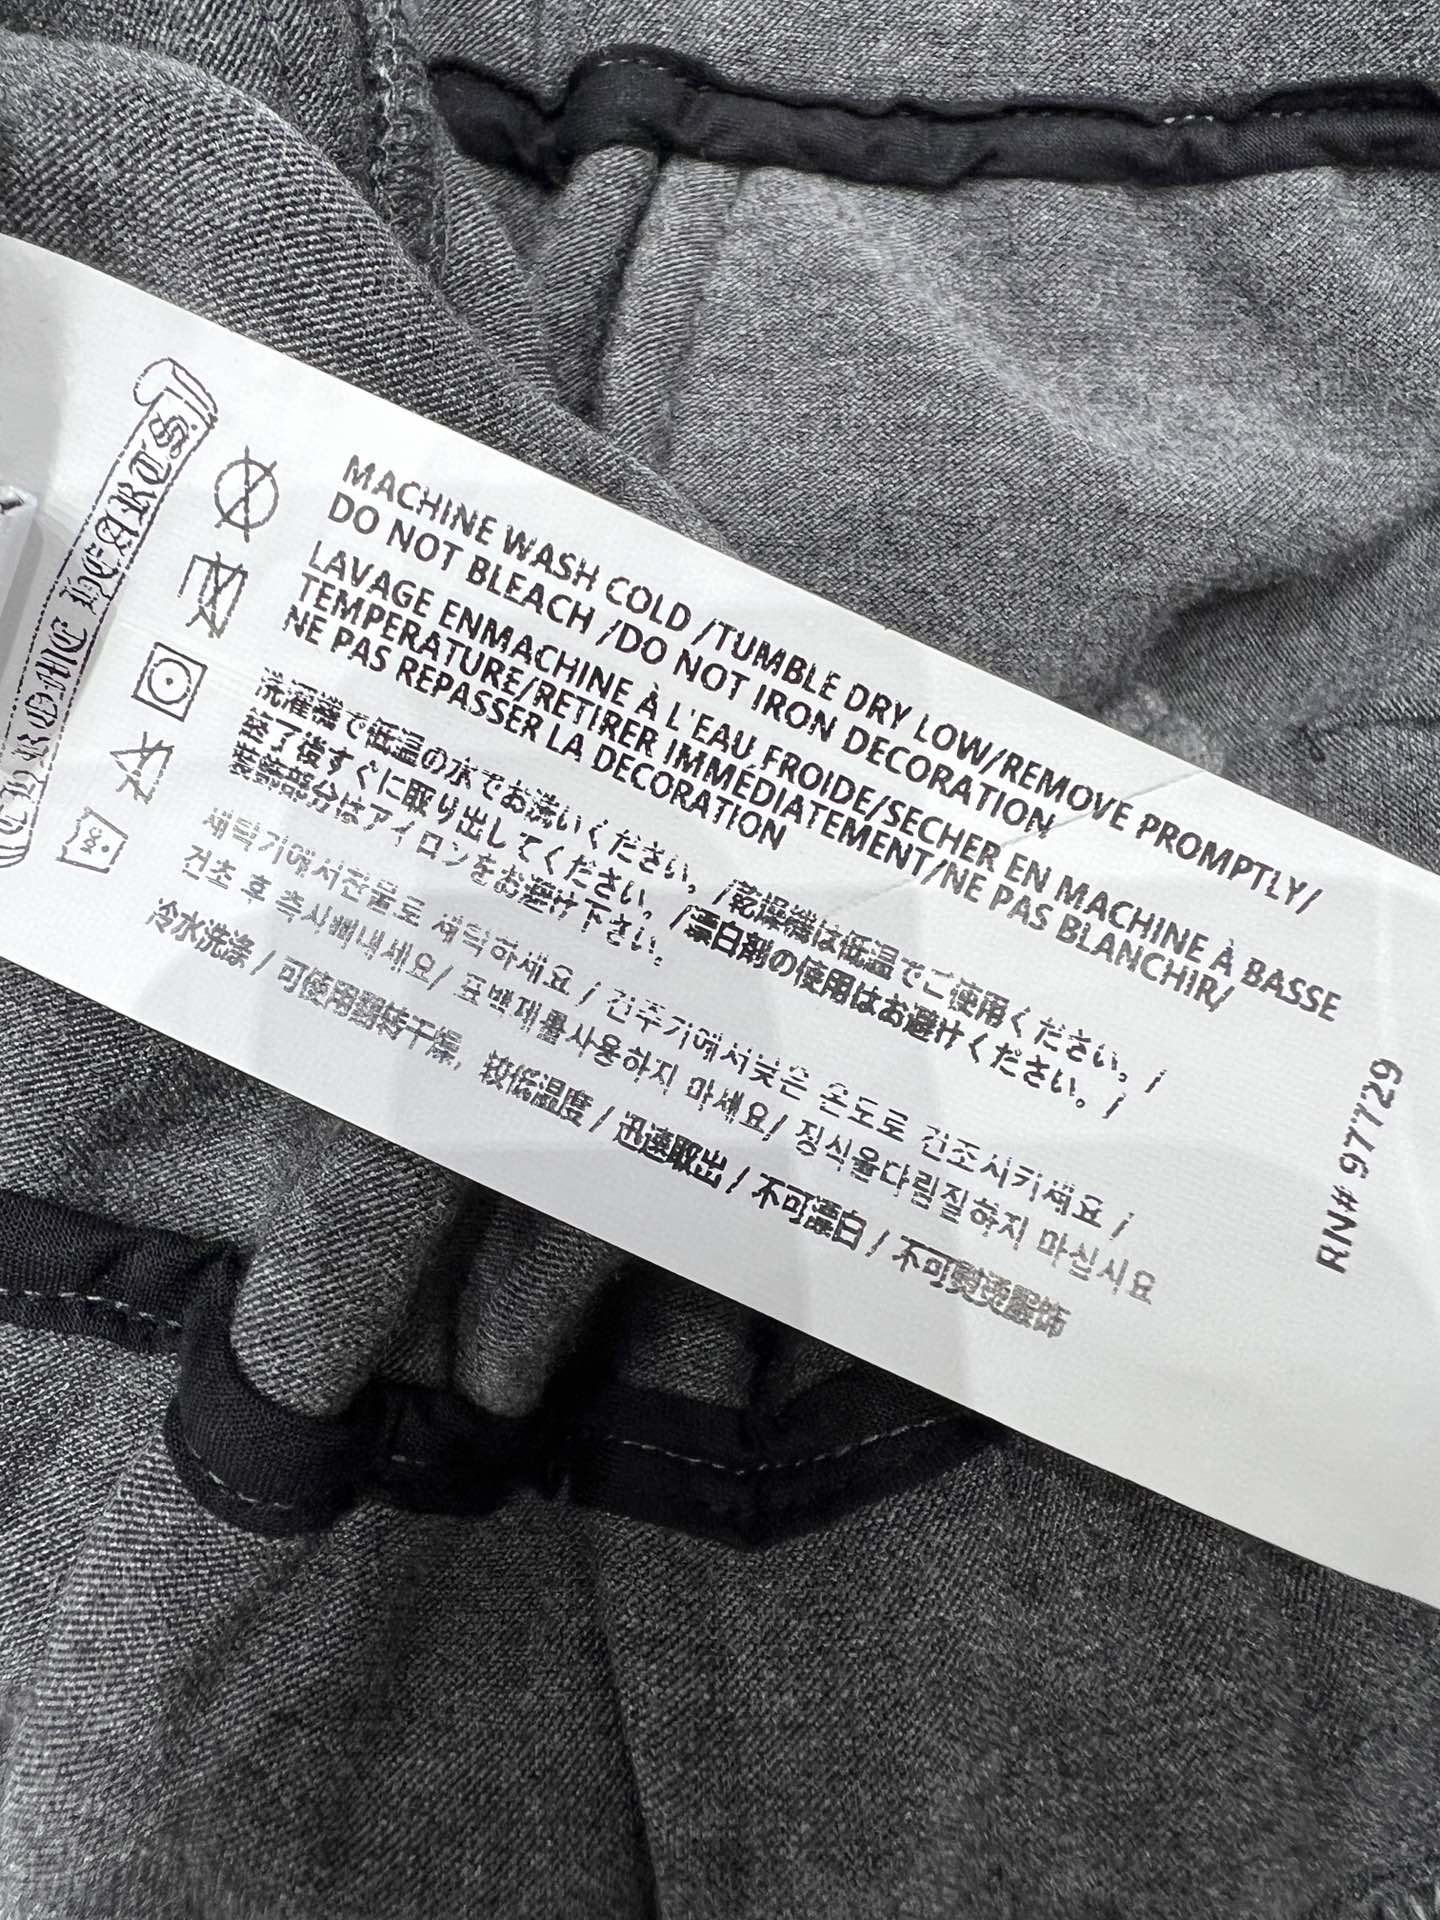 CHROME HEARTS
MACHINE WASH COLD /TUMBLE DRY LOW/REMOVE PROMPTLY/
DO NOT BLEACH /DO NOT IRON DECORATION
LAVAGE ENMACHINE À L'EAU FROIDE/SECHER EN MACHINE À BASSE
TEMPERATURE/RETIRER IMMÉDIATEMENT/NE PAS BLANCHIR/
NE PAS REPASSER LA DECORATION
洗濯機で低温の水でお洗いください。/乾燥機は低温でご使用ください。/
終了後すぐに取り出してください。/漂白剤の使用はお避けください。/
装飾部分はアイロンをお避け下さい。
세탁기에서찬물로 세탁하세요 / 건조기에서낮은 온도로 건조시키세요 /
건조 후 즉시빼내세요/ 표백제를사용하지 마세요/ 장식을다림질하지 마십시요
冷水洗涤 / 可使用翻转干燥, 较低温度 / 迅速取出 / 不可漂白 / 不可熨烫服饰
RN# 97729
30